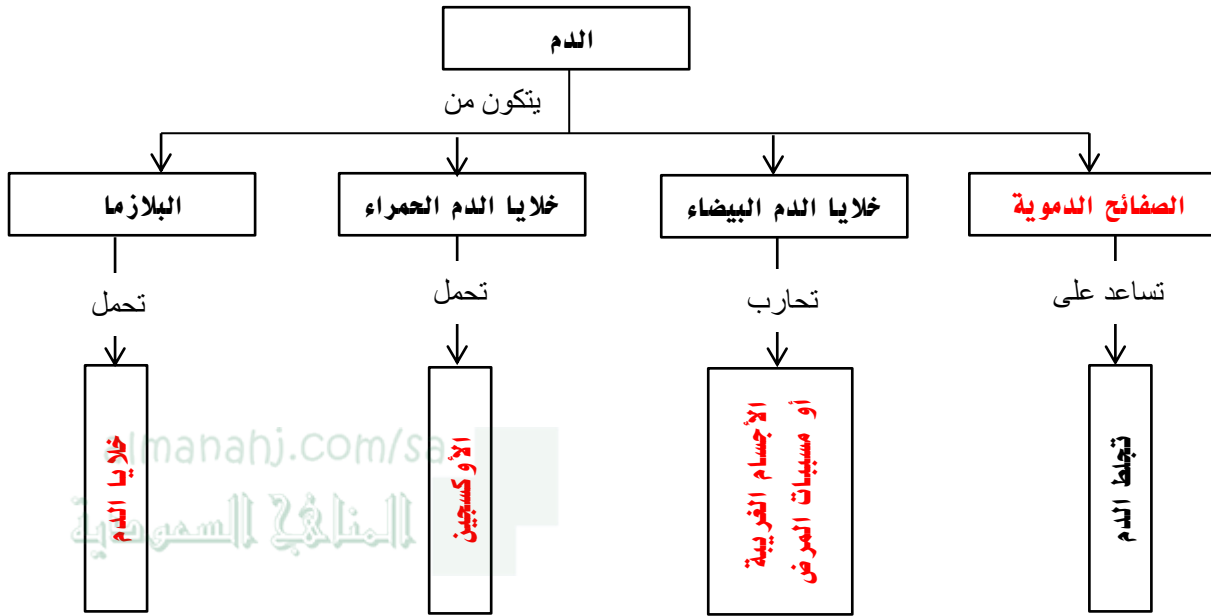 الدم
يتكون من
الصفائح الدموية
خلايا الدم البيضاء
خلايا الدم الحمراء
البلازما
تساعد على
تحارب
تحمل
تحمل
تجلط الدم
الأجسام الغريبة
أو مسببات المرض
الأوكسجين
خلايا الدم
almanahj.com/sa
المناهج السعودية